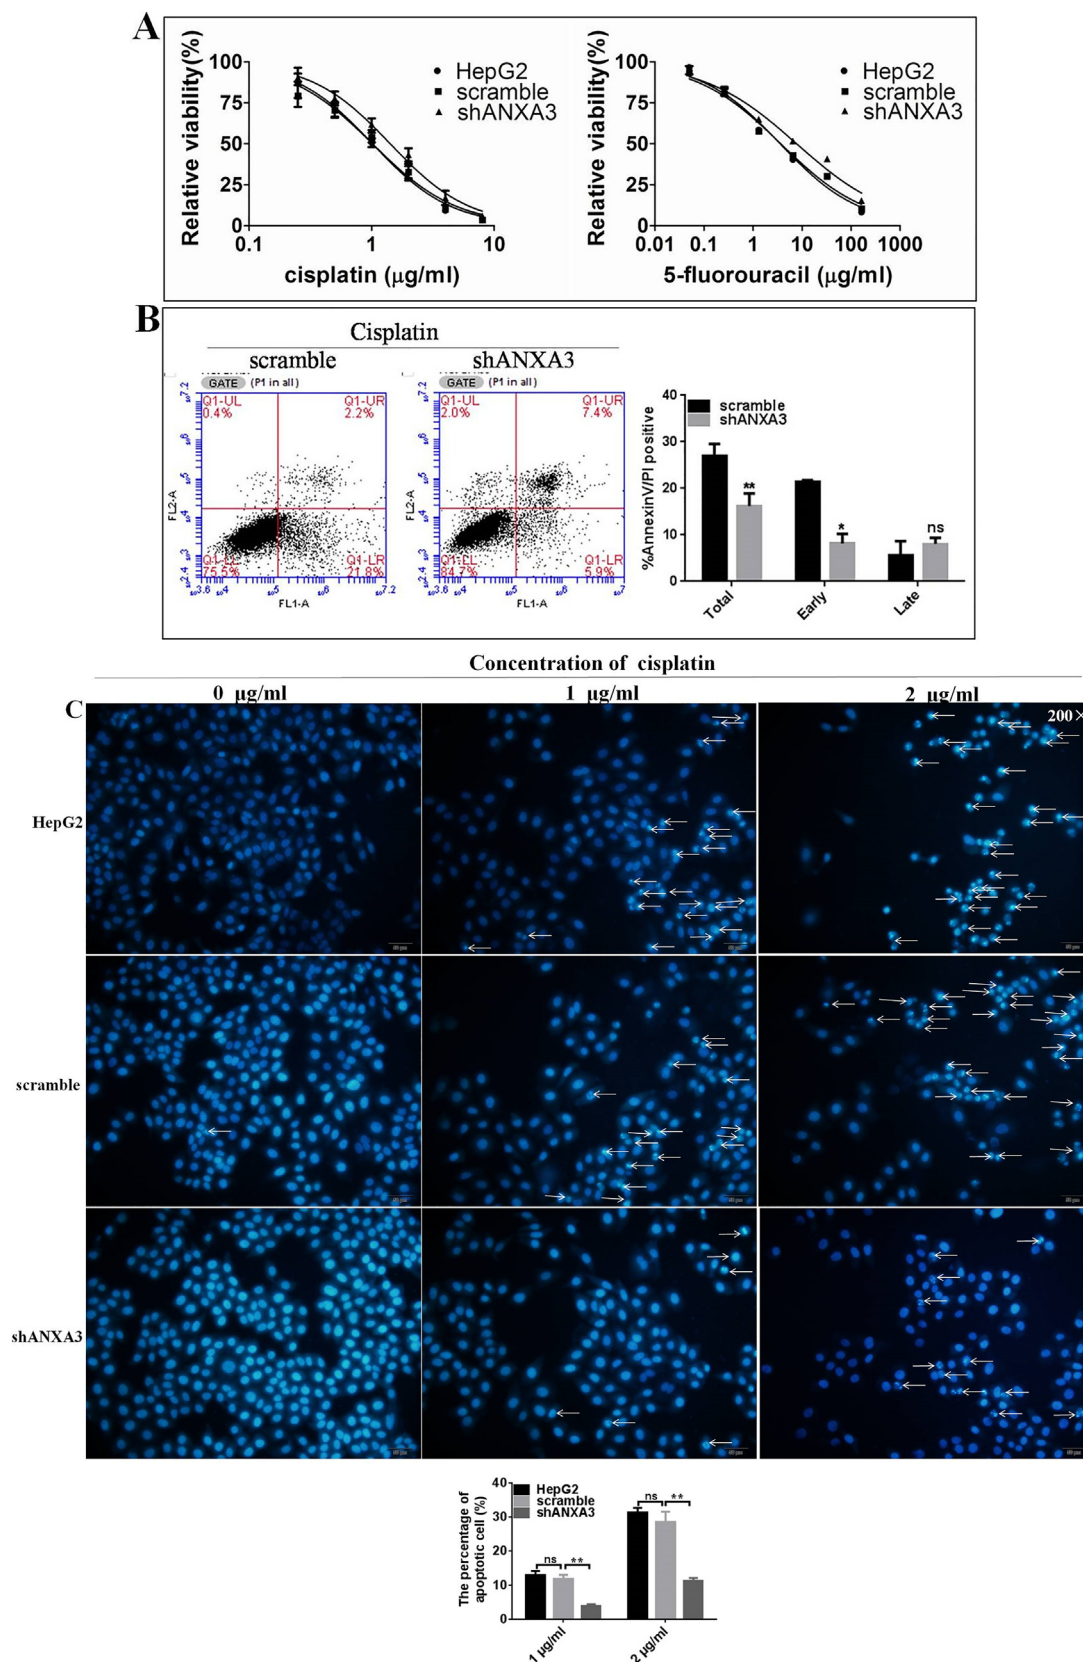 A
Relative viability(%)
100
75
50
25
0
0.1
1
10
cisplatin (μg/ml)
HepG2
scramble
shANXA3
Relative viability(%)
100
75
50
25
0
0.01
0.1
1
10
100
1000
5-fluorouracil (μg/ml)
HepG2
scramble
shANXA3
B
Cisplatin
scramble
shANXA3
GATE (P1 in all)
Q1-UL
0.4%
Q1-UR
2.2%
Q1-LL
75.5%
Q1-LR
21.8%
FL2-A
FL1-A
GATE (P1 in all)
Q1-UL
2.0%
Q1-UR
7.4%
Q1-LL
84.7%
Q1-LR
5.9%
FL2-A
FL1-A
%AnnexinV/PI positive
40
30
20
10
0
scramble
shANXA3
**
*
ns
Total
Early
Late
Concentration of cisplatin
0 μg/ml
1 μg/ml
2 μg/ml
C
200×
HepG2
scramble
shANXA3
The percentage of
apoptotic cell (%)
40
30
20
10
0
HepG2
scramble
shANXA3
ns
**
ns
**
1 μg/ml
2 μg/ml